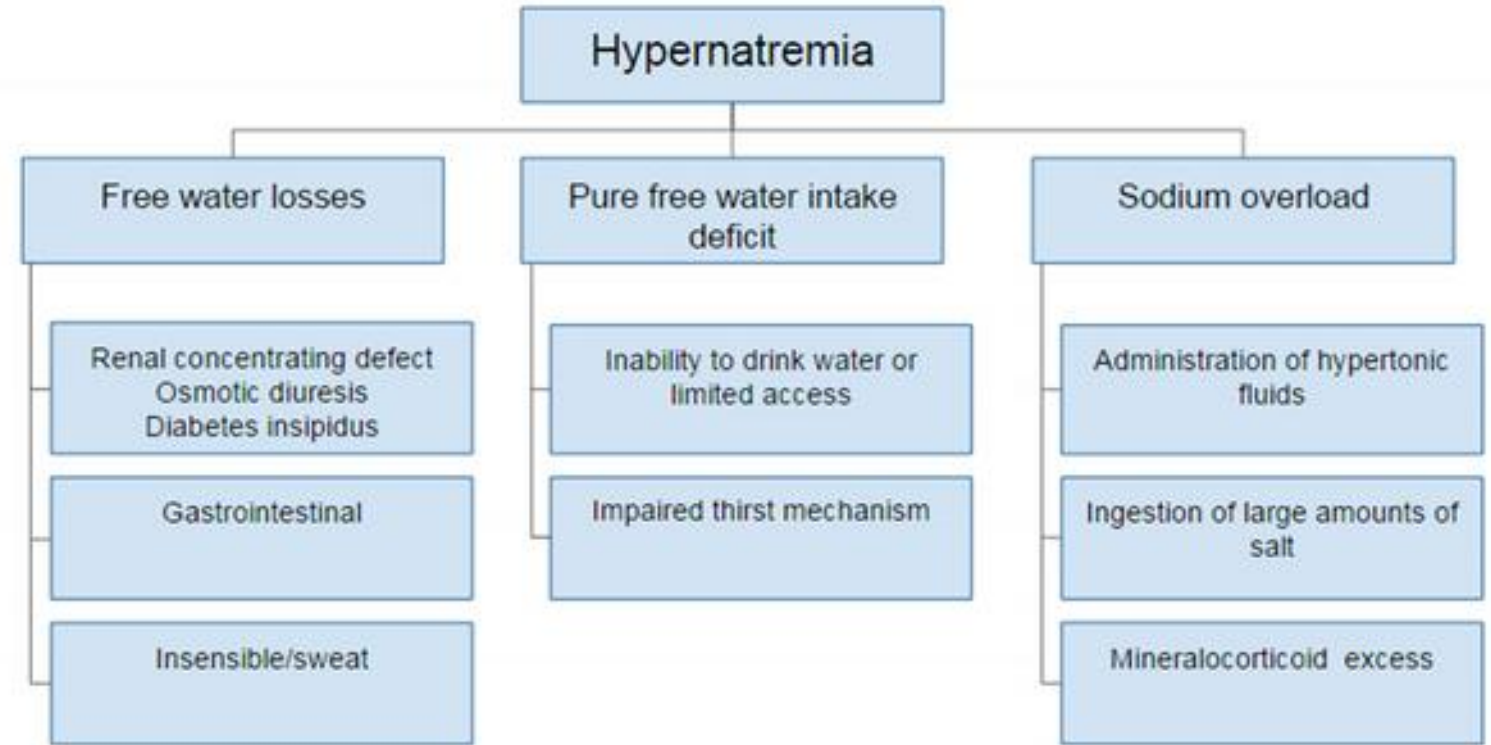 Hypernatremia
Free water losses
Pure free water intake
deficit
Sodium overload
Renal concentrating defect
Osmotic diuresis
Diabetes insipidus
Gastrointestinal
Insensible/sweat
Inability to drink water or
limited access
Impaired thirst mechanism
Administration of hypertonic
fluids
Ingestion of large amounts of
salt
Mineralocorticoid excess